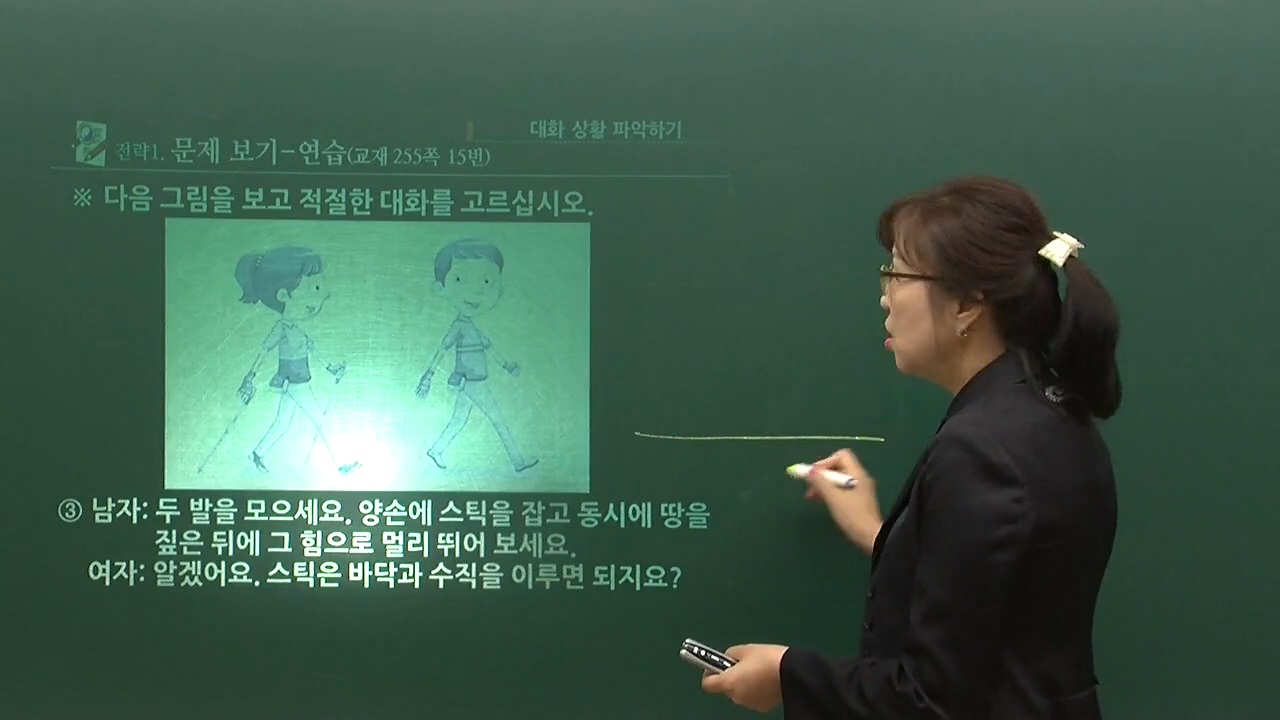 대화 상황 파악하기
전략1. 문제 보기-연습(교재 255쪽 15번)
※ 다음 그림을 보고 적절한 대화를 고르십시오.
③ 남자: 두 발을 모으세요. 양손에 스틱을 잡고 동시에 땅을
짚은 뒤에 그 힘으로 멀리 뛰어 보세요.
여자: 알겠어요. 스틱은 바닥과 수직을 이루면 되지요?